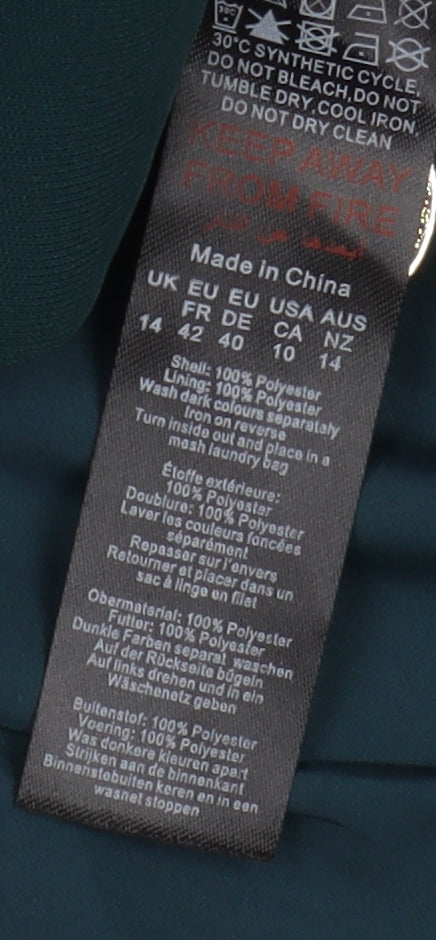 30°C
30°C SYNTHETIC CYCLE,
DO NOT BLEACH,DO NOT
TUMBLE DRY,COOL IRON,
DO NOT DRY CLEAN
KEEP AWAY
FROM FIRE
أبعدها عن النار
Made in China
UK EU EU USA AUS
FR DE CA NZ
14 42 40 10 14
Shell: 100% Polyester
Lining: 100% Polyester
Wash dark colours separately
Iron on reverse
Turn inside out and place in a
mesh laundry bag
Étoffe extérieure:
100% Polyester
Doublure: 100% Polyester
Laver les couleurs foncées
séparément
Repasser sur l'envers
Retourner et placer dans un
sac à linge en filet
Obermaterial: 100% Polyester
Futter: 100% Polyester
Dunkle Farben separat waschen
Auf der Rückseite bügeln
Auf links drehen und in ein
Wäschenetz geben
Buitenstof: 100% Polyester
Voering: 100% Polyester
Was donkere kleuren apart
Strijken aan de binnenkant
Binnenstebuiten keren en in een
wasnet stoppen